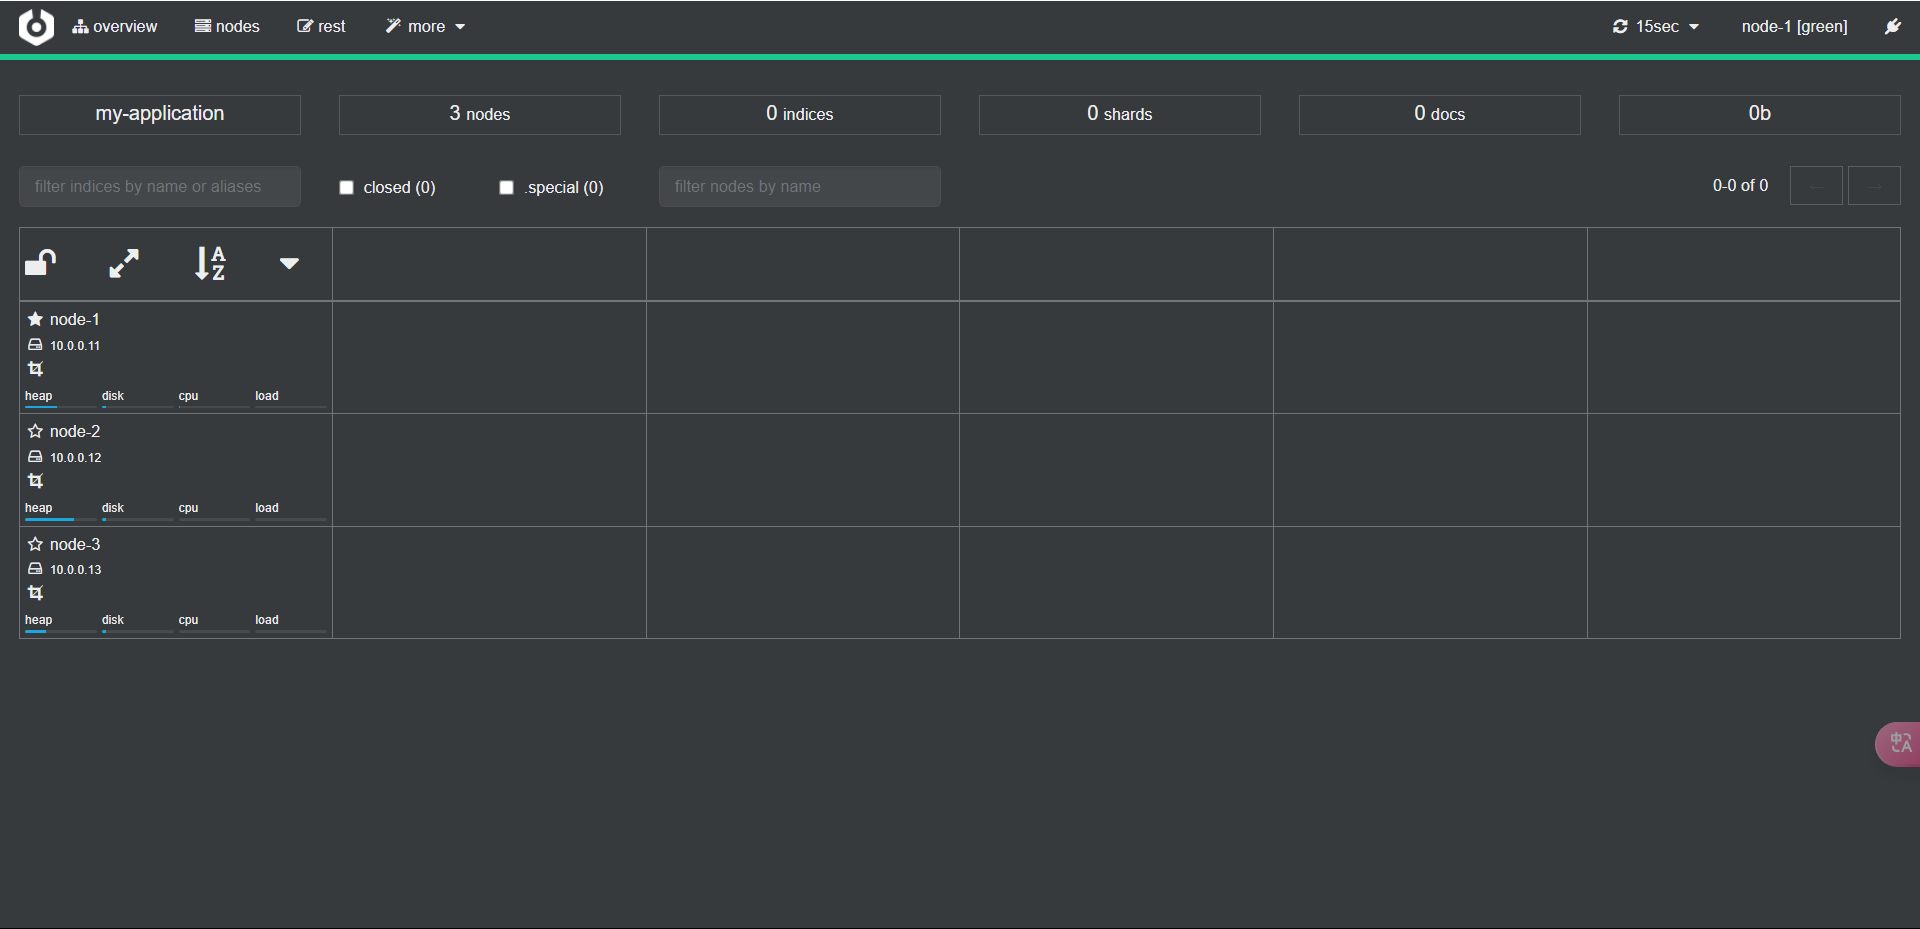 overview nodes rest more 15sec node-1 [green]
my-application 3 nodes 0 indices 0 shards 0 docs 0b
filter indices by name or aliases closed (0) .special (0) filter nodes by name 0-0 of 0
A
Z
node-1
10.0.0.11
heap disk cpu load
node-2
10.0.0.12
heap disk cpu load
node-3
10.0.0.13
heap disk cpu load
中 A